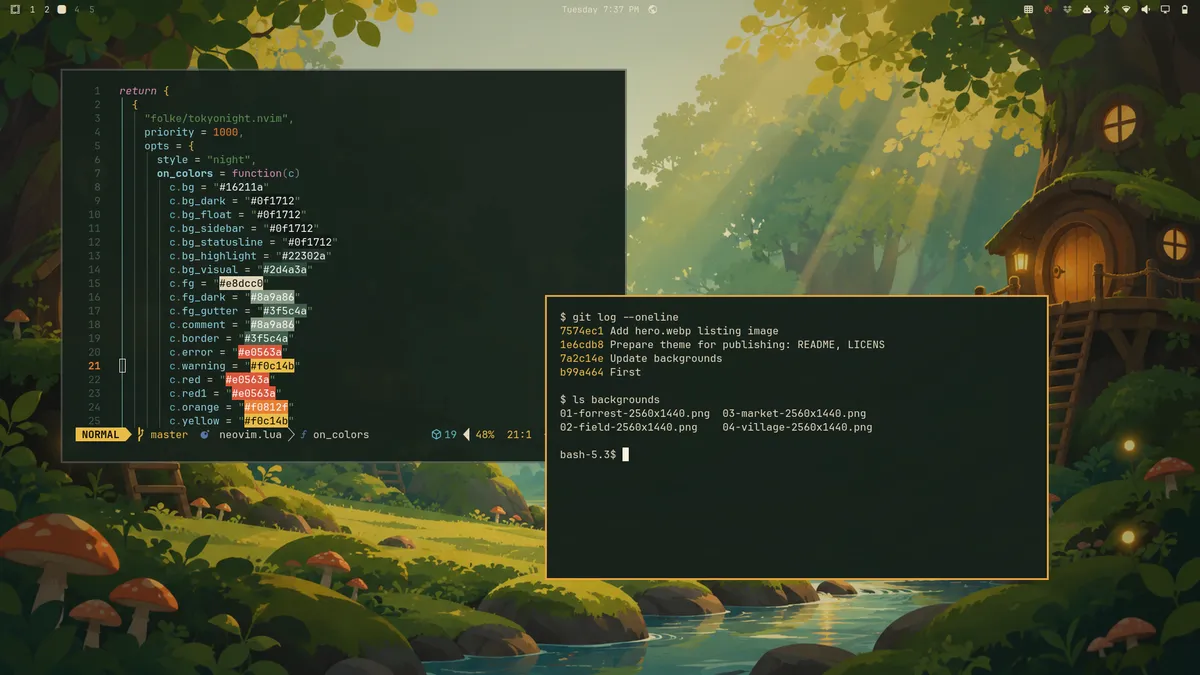 1 2 4 5
Tuesday 7:37 PM
1 return {
2 {
3 "folke/tokyonight.nvim",
4 priority = 1000,
5 opts = {
6 style = "night",
7 on_colors = function(c)
8 c.bg = "#16211a"
9 c.bg_dark = "#0f1712"
10 c.bg_float = "#0f1712"
11 c.bg_sidebar = "#0f1712"
12 c.bg_statusline = "#0f1712"
13 c.bg_highlight = "#22302a"
14 c.bg_visual = "#2d4a3a"
15 c.fg = "#e8dcc0"
16 c.fg_dark = "#8a9a86"
17 c.fg_gutter = "#3f5c4a"
18 c.comment = "#8a9a86"
19 c.border = "#3f5c4a"
20 c.error = "#e0563a"
21 c.warning = "#f0c14b"
22 c.red = "#e0563a"
23 c.red1 = "#e0563a"
24 c.orange = "#f0812f"
25 c.yellow = "#f0c14b"
NORMAL master neovim.lua on_colors 19 48% 21:1
$ git log --oneline
7574ec1 Add hero.webp listing image
1e6cdb8 Prepare theme for publishing: README, LICENS
7a2c14e Update backgrounds
b99a464 First
$ ls backgrounds
01-forrest-2560x1440.png 03-market-2560x1440.png
02-field-2560x1440.png 04-village-2560x1440.png
bash-5.3$